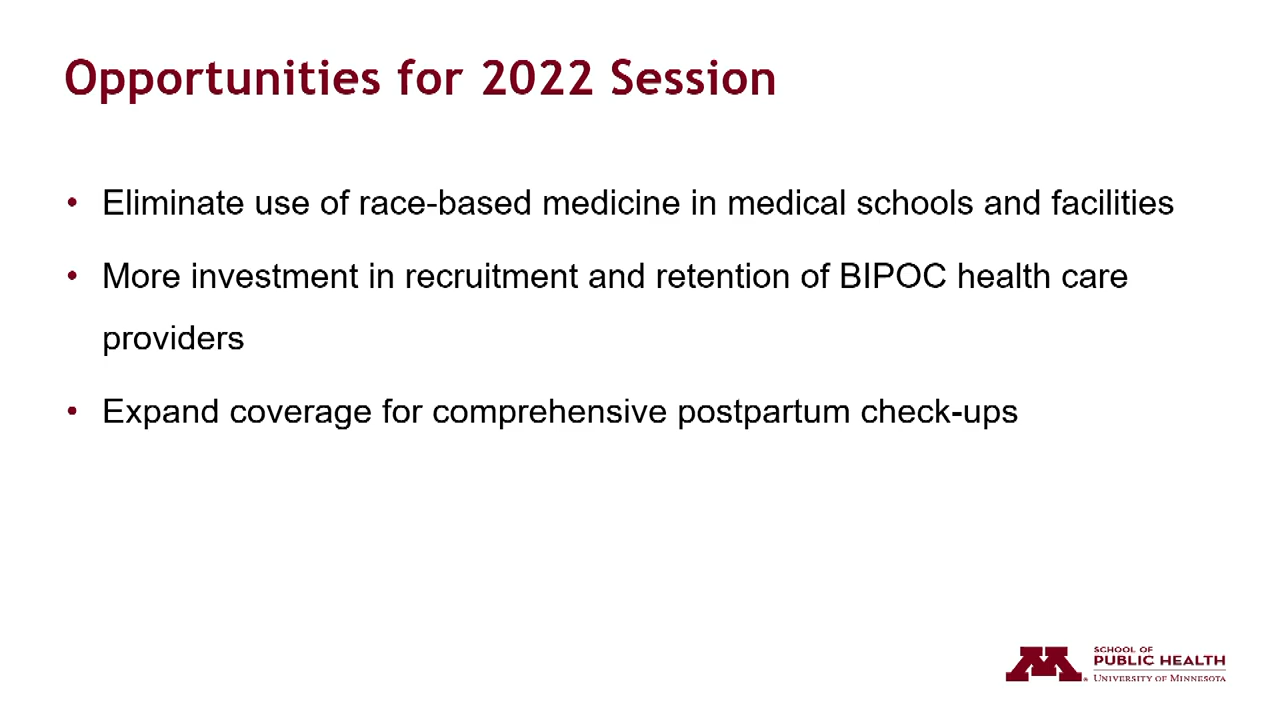 Opportunities for 2022 Session
• Eliminate use of race-based medicine in medical schools and facilities
• More investment in recruitment and retention of BIPOC health care
providers
• Expand coverage for comprehensive postpartum check-ups
M®
SCHOOL OF
PUBLIC HEALTH
UNIVERSITY OF MINNESOTA